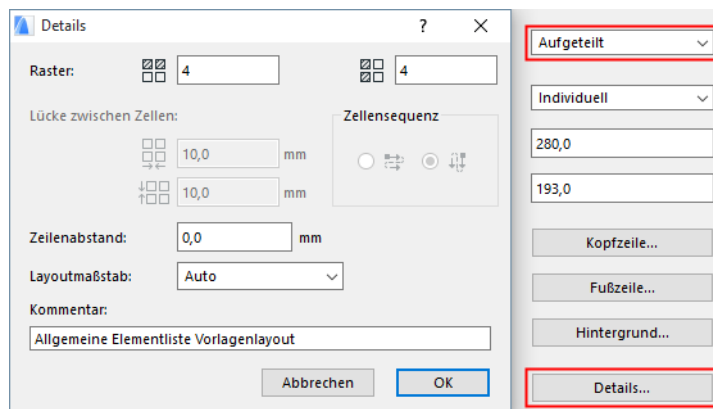 Details
?
Raster:
4
4
Lücke zwischen Zellen:
10,0 mm
10,0 mm
Zellensequenz
Zeilenabstand:
0,0 mm
Layoutmaßstab:
Auto
Kommentar:
Allgemeine Elementliste Vorlagenlayout
Abbrechen
OK
Aufgeteilt
Individuell
280,0
193,0
Kopfzeile...
Fußzeile...
Hintergrund...
Details...